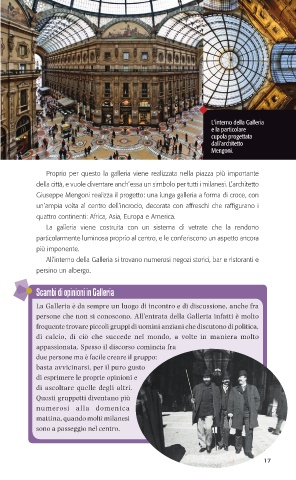 L'interno della Galleria
e la particolare
cupola progettata
dall'architetto
Mengoni.
Proprio per questo la galleria viene realizzata nella piazza più importante
della città, e vuole diventare anch'essa un simbolo per tutti i milanesi. L'architetto
Giuseppe Mengoni realizza il progetto: una lunga galleria a forma di croce, con
un'ampia volta al centro dell'incrocio, decorata con affreschi che raffigurano i
quattro continenti: Africa, Asia, Europa e America.
La galleria viene costruita con un sistema di vetrate che la rendono
particolarmente luminosa proprio al centro, e le conferiscono un aspetto ancora
più imponente.
All'interno della Galleria si trovano numerosi negozi storici, bar e ristoranti e
persino un albergo.
Scambi di opinioni in Galleria
La Galleria è da sempre un luogo di incontro e di discussione, anche fra
persone che non si conoscono. All'entrata della Galleria infatti è molto
frequente trovare piccoli gruppi di uomini anziani che discutono di politica,
di calcio, di ciò che succede nel mondo, a volte in maniera molto
appassionata. Spesso il discorso comincia fra
due persone ma è facile creare il gruppo:
basta avvicinarsi, per il puro gusto
di esprimere le proprie opinioni e
di ascoltare quelle degli altri.
Questi gruppetti diventano più
numerosi alla domenica
mattina, quando molti milanesi
sono a passeggio nel centro.
17